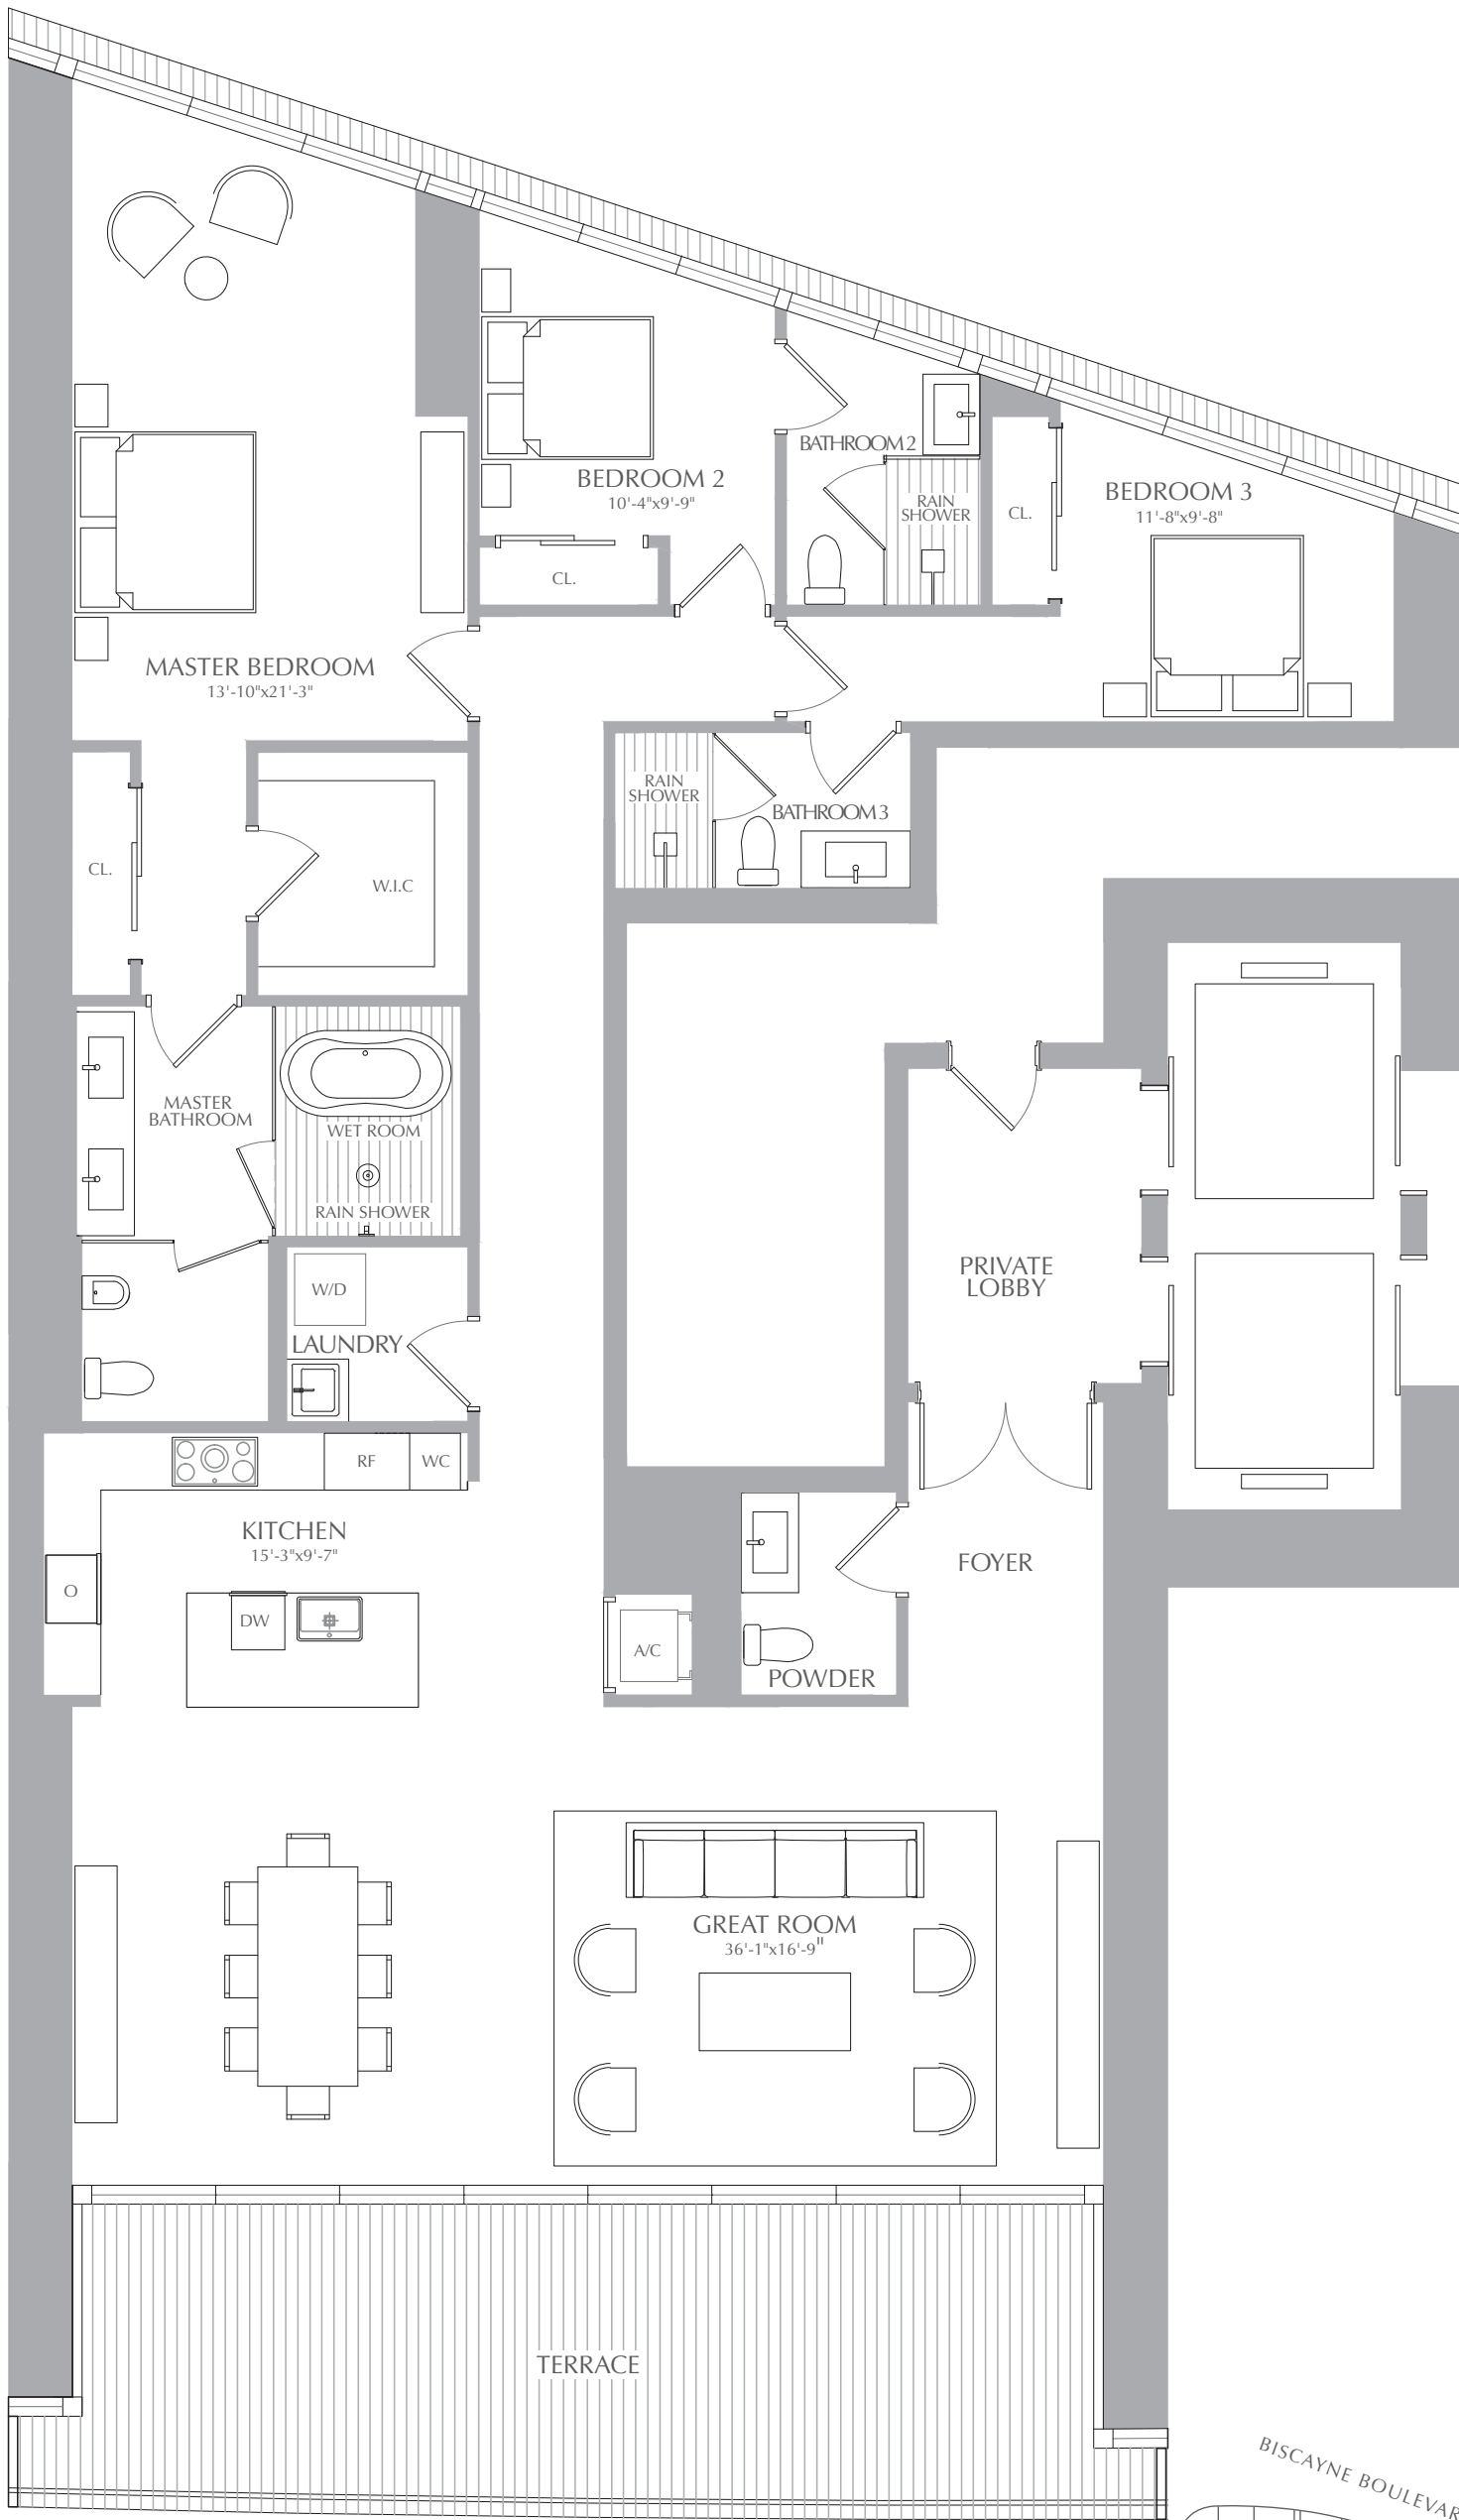 BEDROOM 2
10'-4"x9'-9"
CL.
BATHROOM 2
RAIN
SHOWER
CL.
BEDROOM 3
11'-8"x9'-8"
MASTER BEDROOM
13'-10"x21'-3"
CL.
W.I.C
RAIN
SHOWER
BATHROOM 3
MASTER
BATHROOM
WET ROOM
RAIN SHOWER
W/D
LAUNDRY
PRIVATE
LOBBY
RF
WC
KITCHEN
15'-3"x9'-7"
O
DW
A/C
POWDER
FOYER
GREAT ROOM
36'-1"x16'-9"
TERRACE
BISCAYNE BOULEVAR